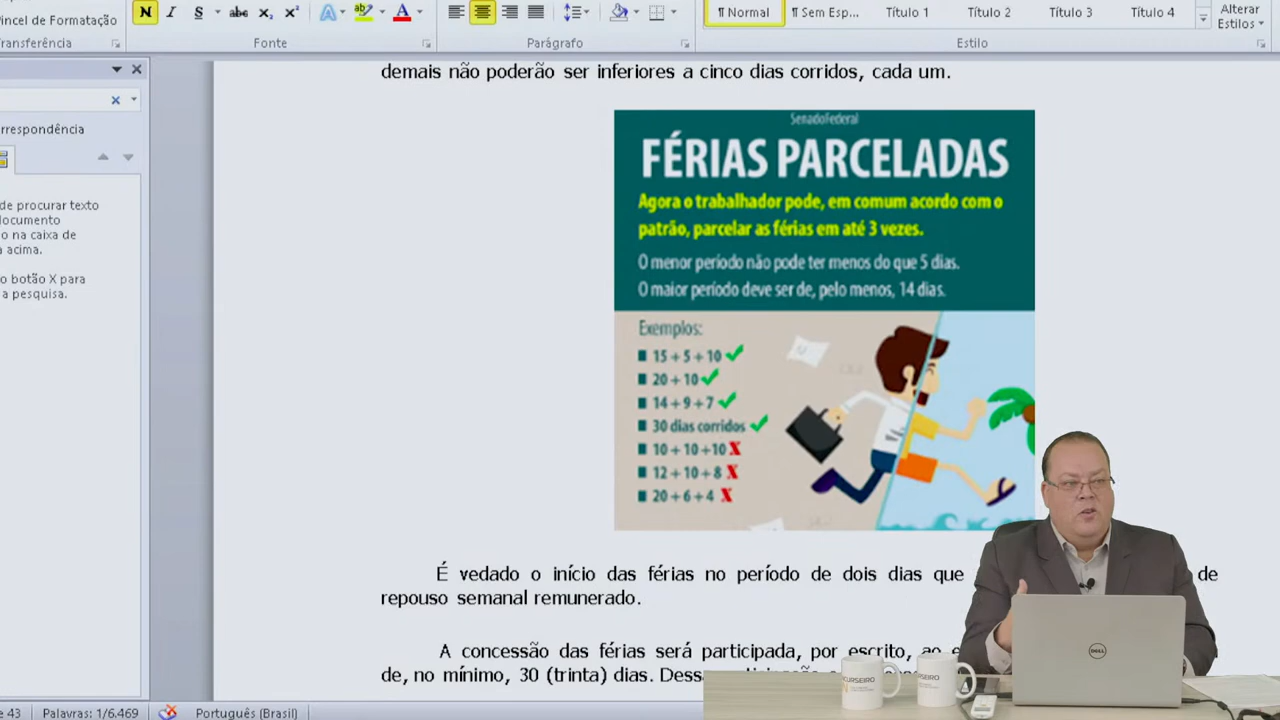 Pincel de Formatação
Transferência
N I S abc x₂ x² A ab A
Fonte
Parágrafo
¶ Normal
¶ Sem Esp...
Título 1
Título 2
Título 3
Título 4
Alterar
Estilos
Estilo
rrespondência
de procurar texto
documento
o na caixa de
a acima.
o botão X para
a pesquisa.
demais não poderão ser inferiores a cinco dias corridos, cada um.
SenadoFederal
FÉRIAS PARCELADAS
Agora o trabalhador pode, em comum acordo com o
patrão, parcelar as férias em até 3 vezes.
O menor período não pode ter menos do que 5 dias.
O maior período deve ser de, pelo menos, 14 dias.
Exemplos:
15 + 5 + 10
20 + 10
14 + 9 + 7
30 dias corridos
10 + 10 +10 X
12 + 10 + 8 X
20 + 6 + 4 X
É vedado o início das férias no período de dois dias que de
repouso semanal remunerado.
A concessão das férias será participada, por escrito, ao
de, no mínimo, 30 (trinta) dias.
DELL
CURSEIRO
e 43
Palavras: 1/6.469
Português (Brasil)